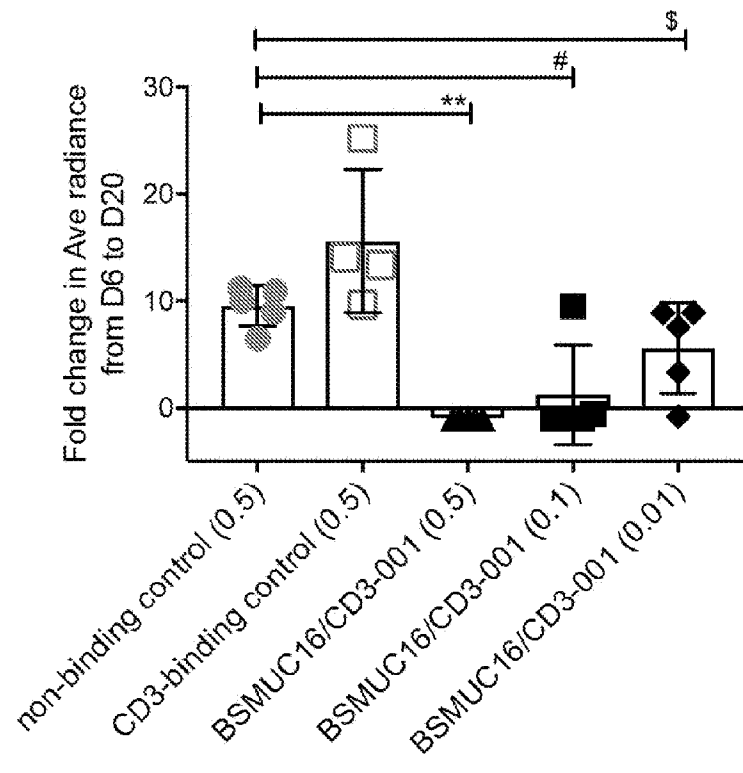 $
#
**
Fold change in Ave radiance
from D6 to D20
30
20
10
0
non-binding control (0.5)
CD3-binding control (0.5)
BSMUC16/CD3-001 (0.5)
BSMUC16/CD3-001 (0.1)
BSMUC16/CD3-001 (0.01)